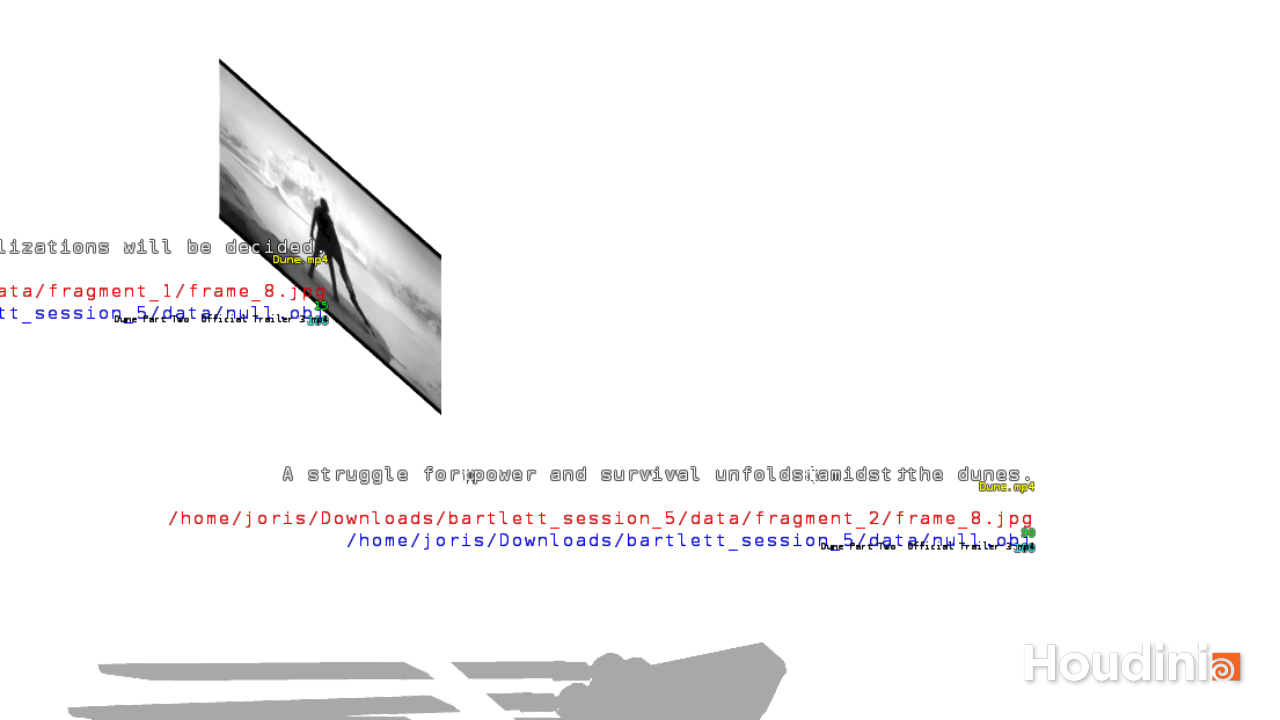 lizations will be decided.
Dune.mp4
ata/fragment_1/frame_8.jpg
15
tt_session_5/data/null.obj
Dune Part Two Official Trailer 3.mp4
A struggle for power and survival unfolds amidst the dunes.
Dune.mp4
/home/joris/Downloads/bartlett_session_5/data/fragment_2/frame_8.jpg
/home/joris/Downloads/bartlett_session_5/data/null.obj
Dune Part Two Official Trailer 3.mp4
Houdini